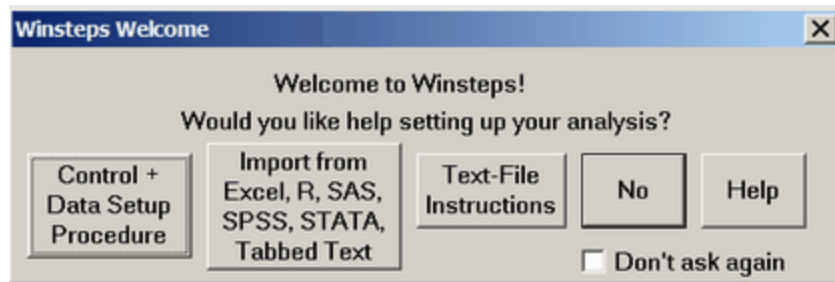 Winsteps Welcome
Welcome to Winsteps!
Would you like help setting up your analysis?
Control +
Data Setup
Procedure
Import from
Excel, R, SAS,
SPSS, STATA,
Tabbed Text
Text-File
Instructions
No
Help
Don't ask again